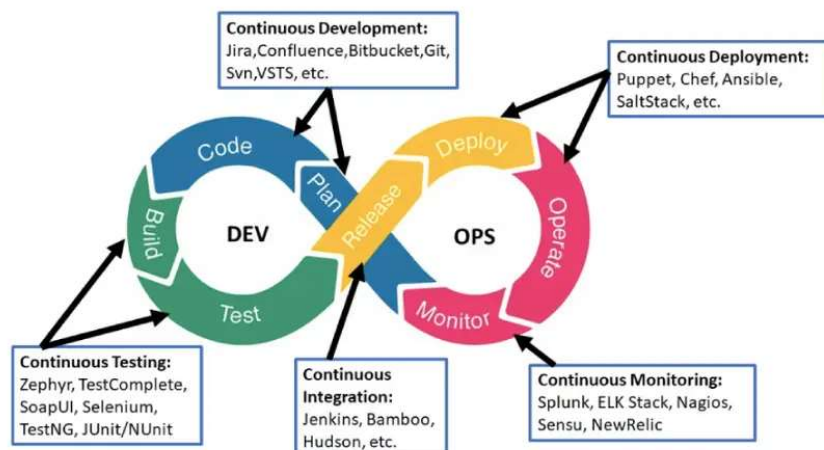 Continuous Development:
Jira,Confluence,Bitbucket,Git,
Svn,VSTS, etc.
Continuous Deployment:
Puppet, Chef, Ansible,
SaltStack, etc.
Code
Plan
Build
Test
DEV
Release
Deploy
OPS
Operate
Monitor
Continuous Testing:
Zephyr, TestComplete,
SoapUI, Selenium,
TestNG, JUnit/NUnit
Continuous
Integration:
Jenkins, Bamboo,
Hudson, etc.
Continuous Monitoring:
Splunk, ELK Stack, Nagios,
Sensu, NewRelic